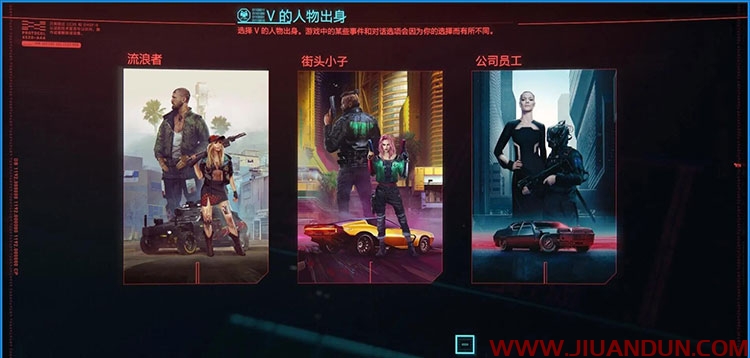 V 的人物出身
选择 V 的人物出身。游戏中的某些事件和对话选项会因为你的选择而有所不同。
流浪者
街头小子
公司员工
WWW.JIUANDUN.COM